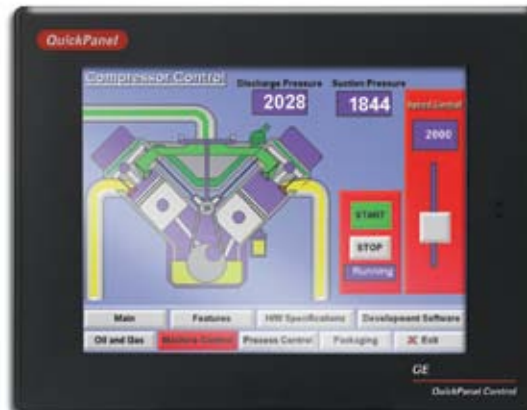 QuickPanel
Compressor Control
Discharge Pressure
Suction Pressure
2028
1844
Speed Control
2000
START
STOP
Running
Main
Features
H/W Specifications
Development Software
Oil and Gas
Machine Control
Process Control
Packaging
Exit
GE
QuickPanel Control